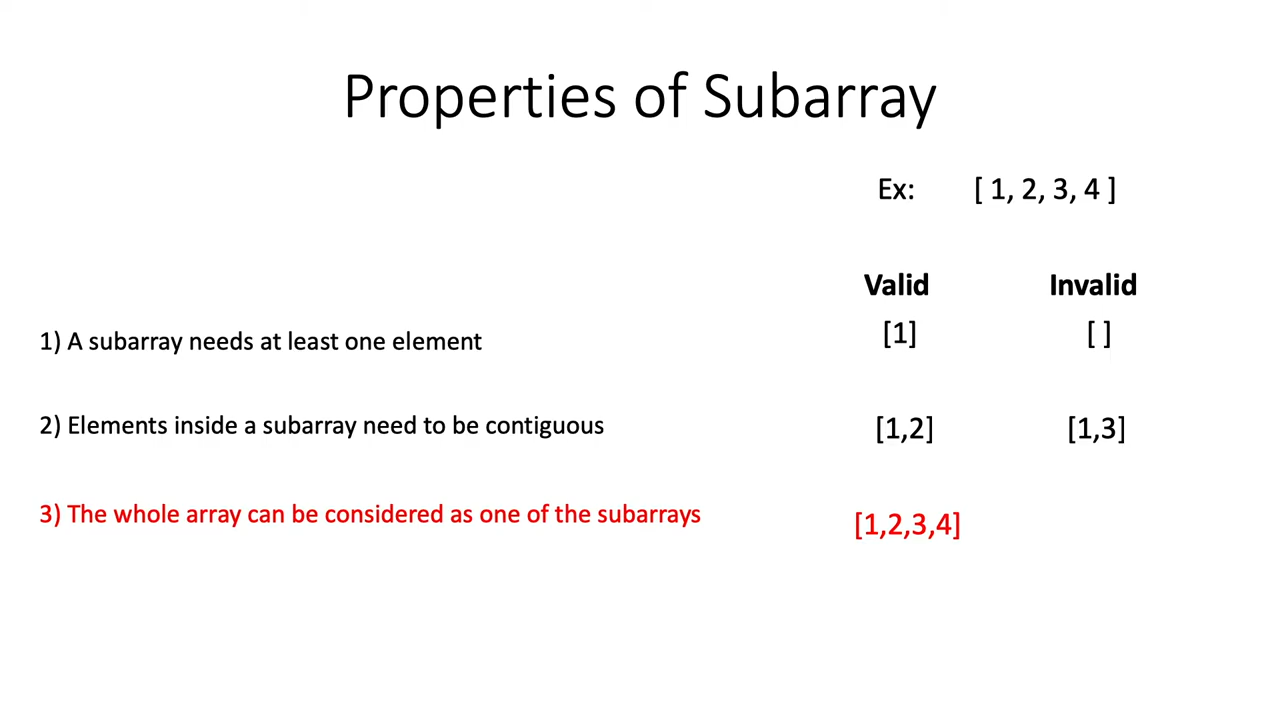 Properties of Subarray
Ex: [ 1, 2, 3, 4 ]
Valid Invalid
1) A subarray needs at least one element [1] [ ]
2) Elements inside a subarray need to be contiguous [1,2] [1,3]
3) The whole array can be considered as one of the subarrays [1,2,3,4]